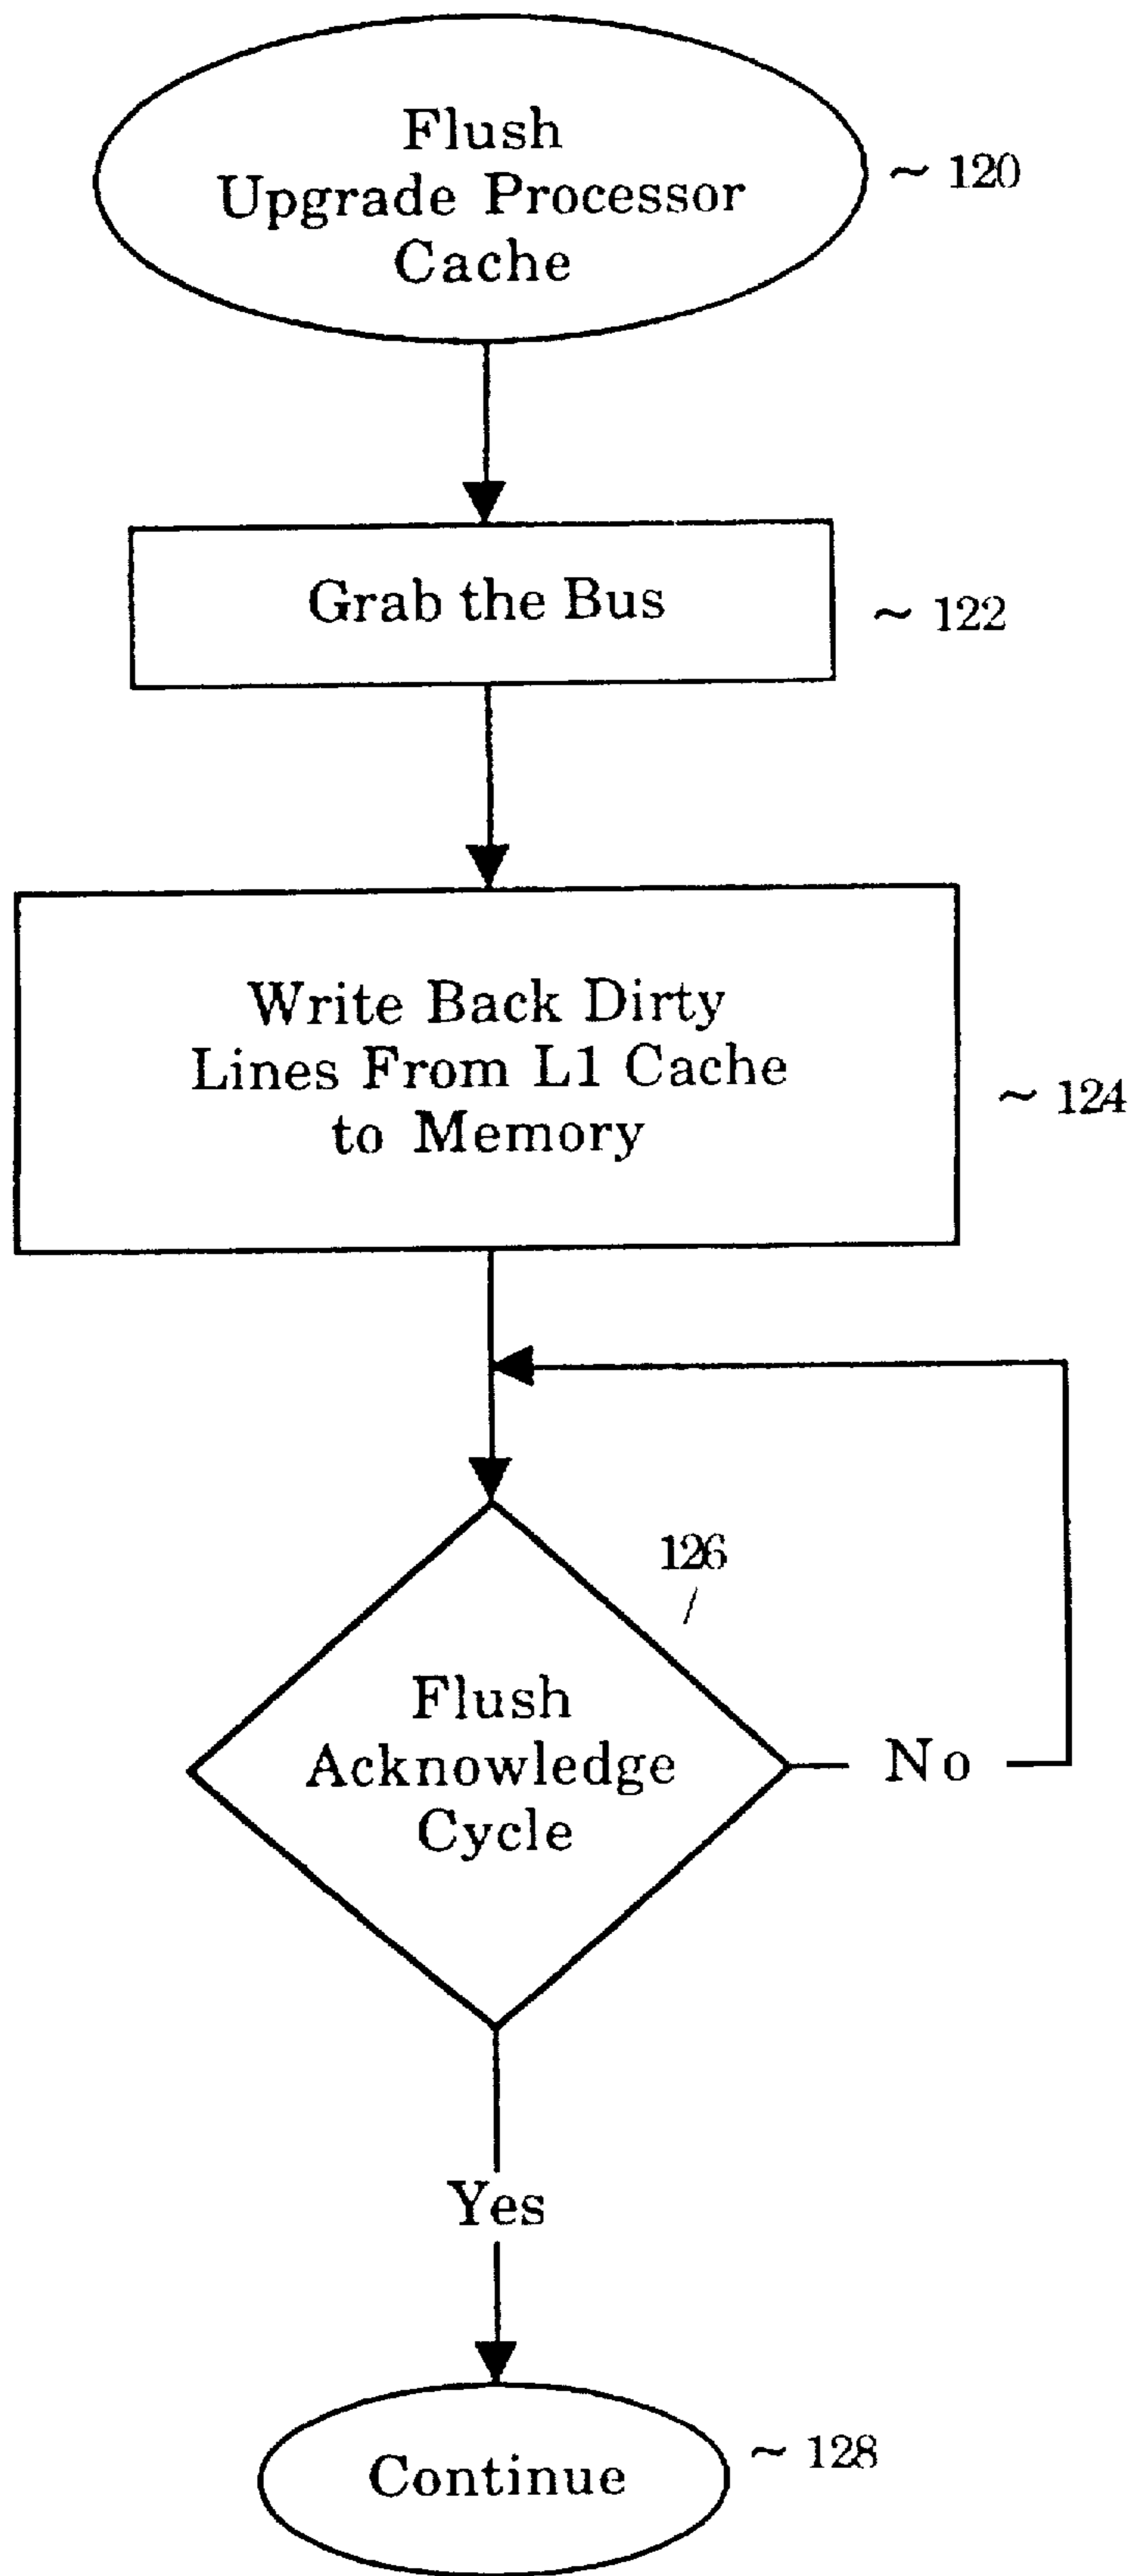 Flush
Upgrade Processor
Cache
~ 120
Grab the Bus
~ 122
Write Back Dirty
Lines From L1 Cache
to Memory
~ 124
126
Flush
Acknowledge
Cycle
No
Yes
Continue
~ 128